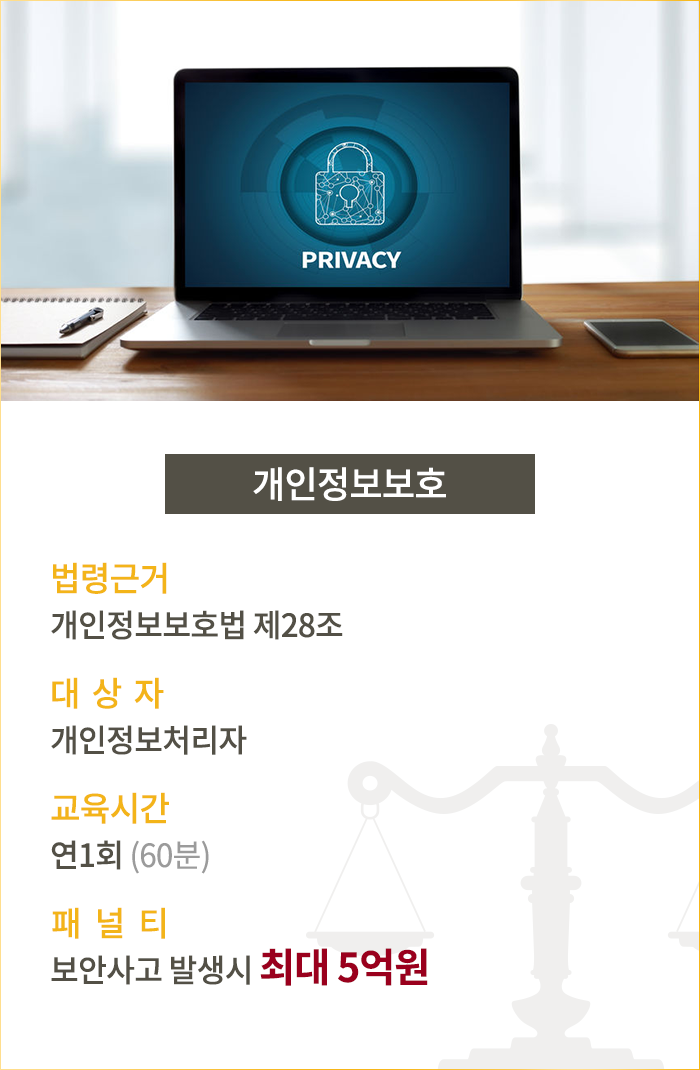 PRIVACY
개인정보보호
법령근거
개인정보보호법 제28조
대 상 자
개인정보처리자
교육시간
연1회 (60분)
패 널 티
보안사고 발생시 최대 5억원